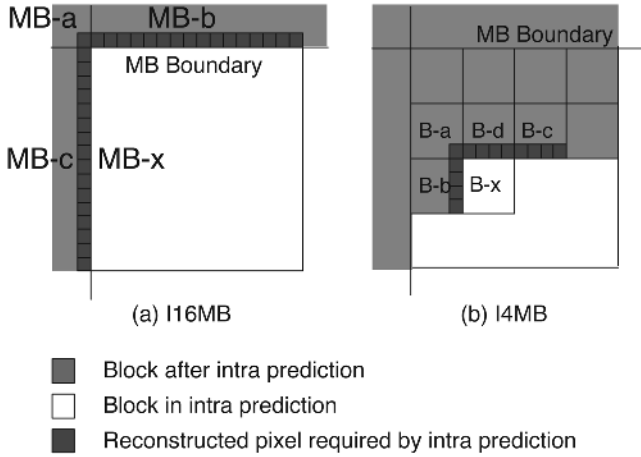 MB-a
MB-b
MB Boundary
MB-c
MB-x
(a) I16MB
MB Boundary
B-a
B-d
B-c
B-b
B-x
(b) I4MB
Block after intra prediction
Block in intra prediction
Reconstructed pixel required by intra prediction